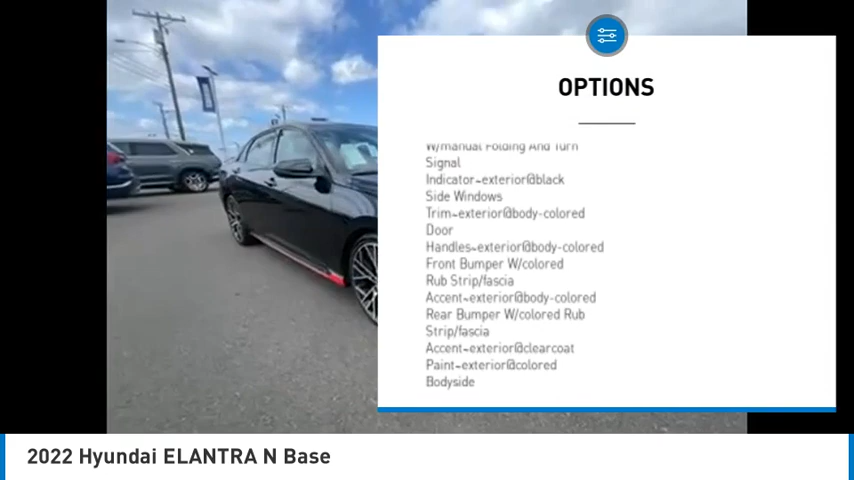 OPTIONS
W/manual Folding And Turn
Signal
Indicator~exterior@black
Side Windows
Trim~exterior@body-colored
Door
Handles~exterior@body-colored
Front Bumper W/colored
Rub Strip/fascia
Accent~exterior@body-colored
Rear Bumper W/colored Rub
Strip/fascia
Accent~exterior@clearcoat
Paint~exterior@colored
Bodyside
2022 Hyundai ELANTRA N Base